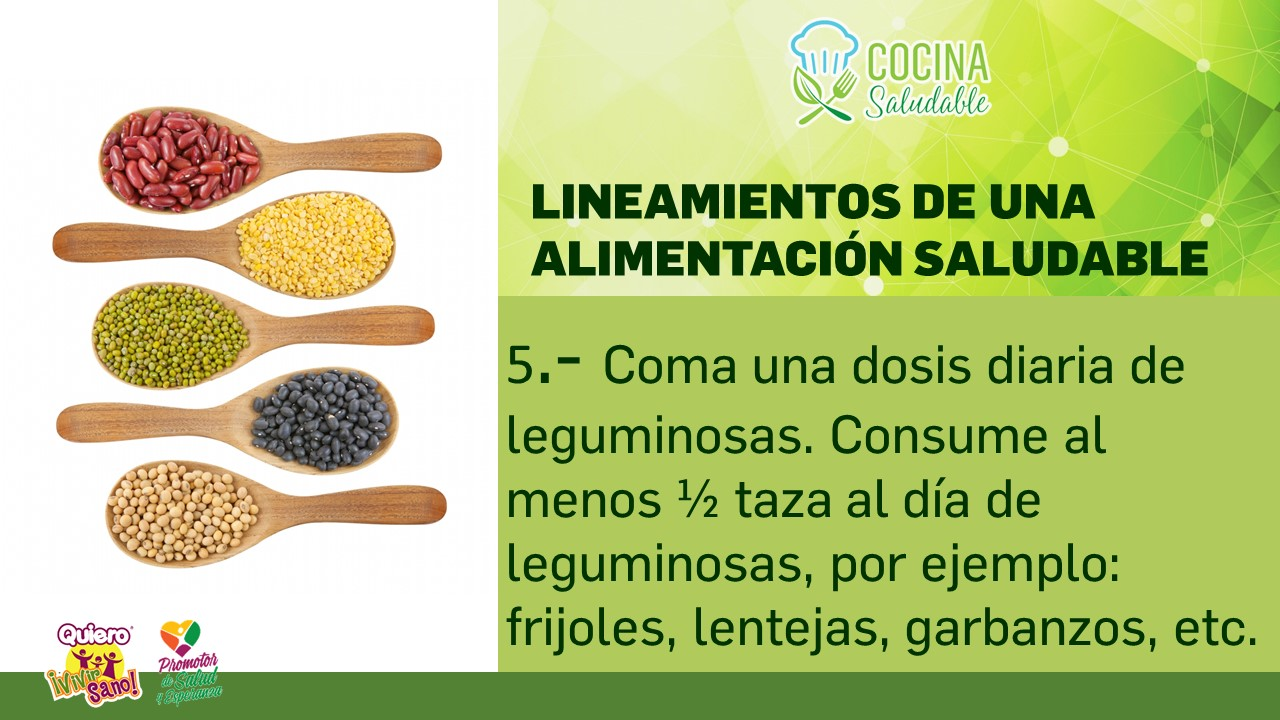 COCINA
Saludable
LINEAMIENTOS DE UNA
ALIMENTACIÓN SALUDABLE
5.- Coma una dosis diaria de
leguminosas. Consume al
menos ½ taza al día de
leguminosas, por ejemplo:
frijoles, lentejas, garbanzos, etc.
Quiero
¡Vivir
Sano!
Promotor
de Salud
y Esperanza